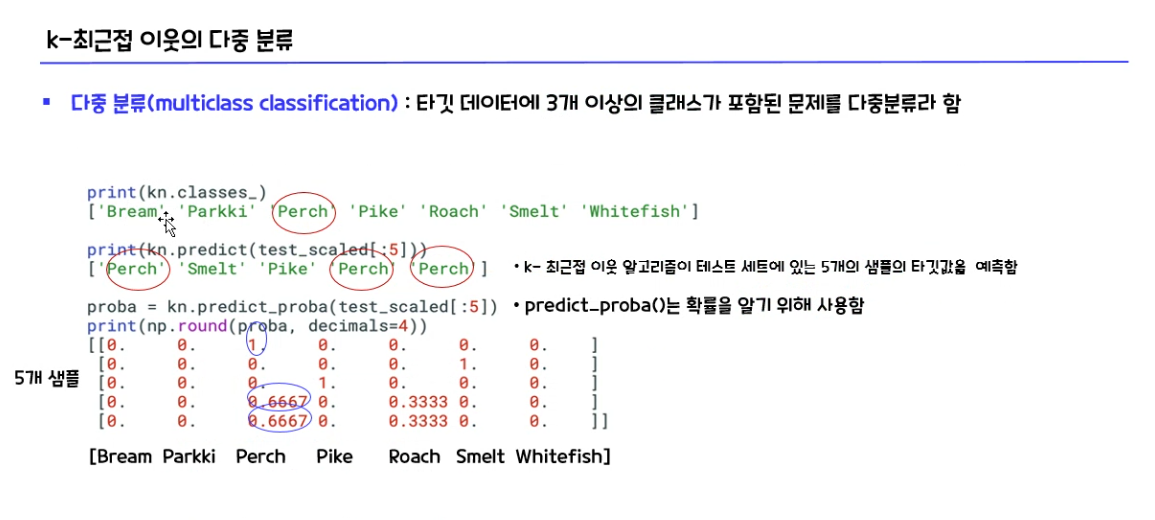 k-최근접 이웃의 다중 분류
▪ 다중 분류(multiclass classification) : 타깃 데이터에 3개 이상의 클래스가 포함된 문제를 다중분류라 함
print(kn.classes_)
['Bream' 'Parkki' 'Perch' 'Pike' 'Roach' 'Smelt' 'Whitefish']
print(kn.predict(test_scaled[:5]))
['Perch' 'Smelt' 'Pike' 'Perch' 'Perch'] • k- 최근접 이웃 알고리즘이 테스트 세트에 있는 5개의 샘플의 타깃값을 예측함
proba = kn.predict_proba(test_scaled[:5]) • predict_proba()는 확률을 알기 위해 사용함
print(np.round(proba, decimals=4))
[[0. 0. 1. 0. 0. 0. 0. ]
[0. 0. 0. 0. 0. 1. 0. ]
5개 샘플 [0. 0. 0. 1. 0. 0. 0. ]
[0. 0. 0.6667 0. 0.3333 0. 0. ]
[0. 0. 0.6667 0. 0.3333 0. 0. ]]
[Bream Parkki Perch Pike Roach Smelt Whitefish]